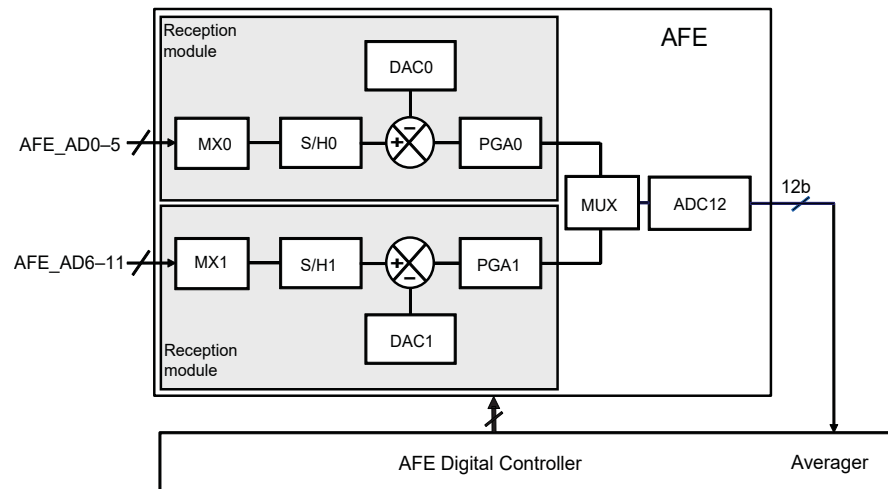 Reception
module
AFE
DAC0
AFE_AD0–5
MX0
S/H0
+
−
PGA0
MUX
ADC12
12b
AFE_AD6–11
MX1
S/H1
+
−
PGA1
DAC1
Reception
module
AFE Digital Controller
Averager